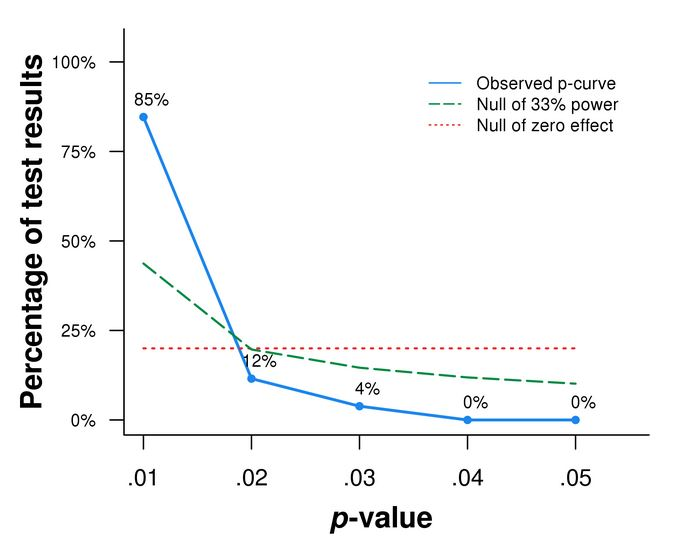 Percentage of test results
100%
75%
50%
25%
0%
85%
12%
4%
0%
0%
Observed p-curve
Null of 33% power
Null of zero effect
.01 .02 .03 .04 .05
p-value